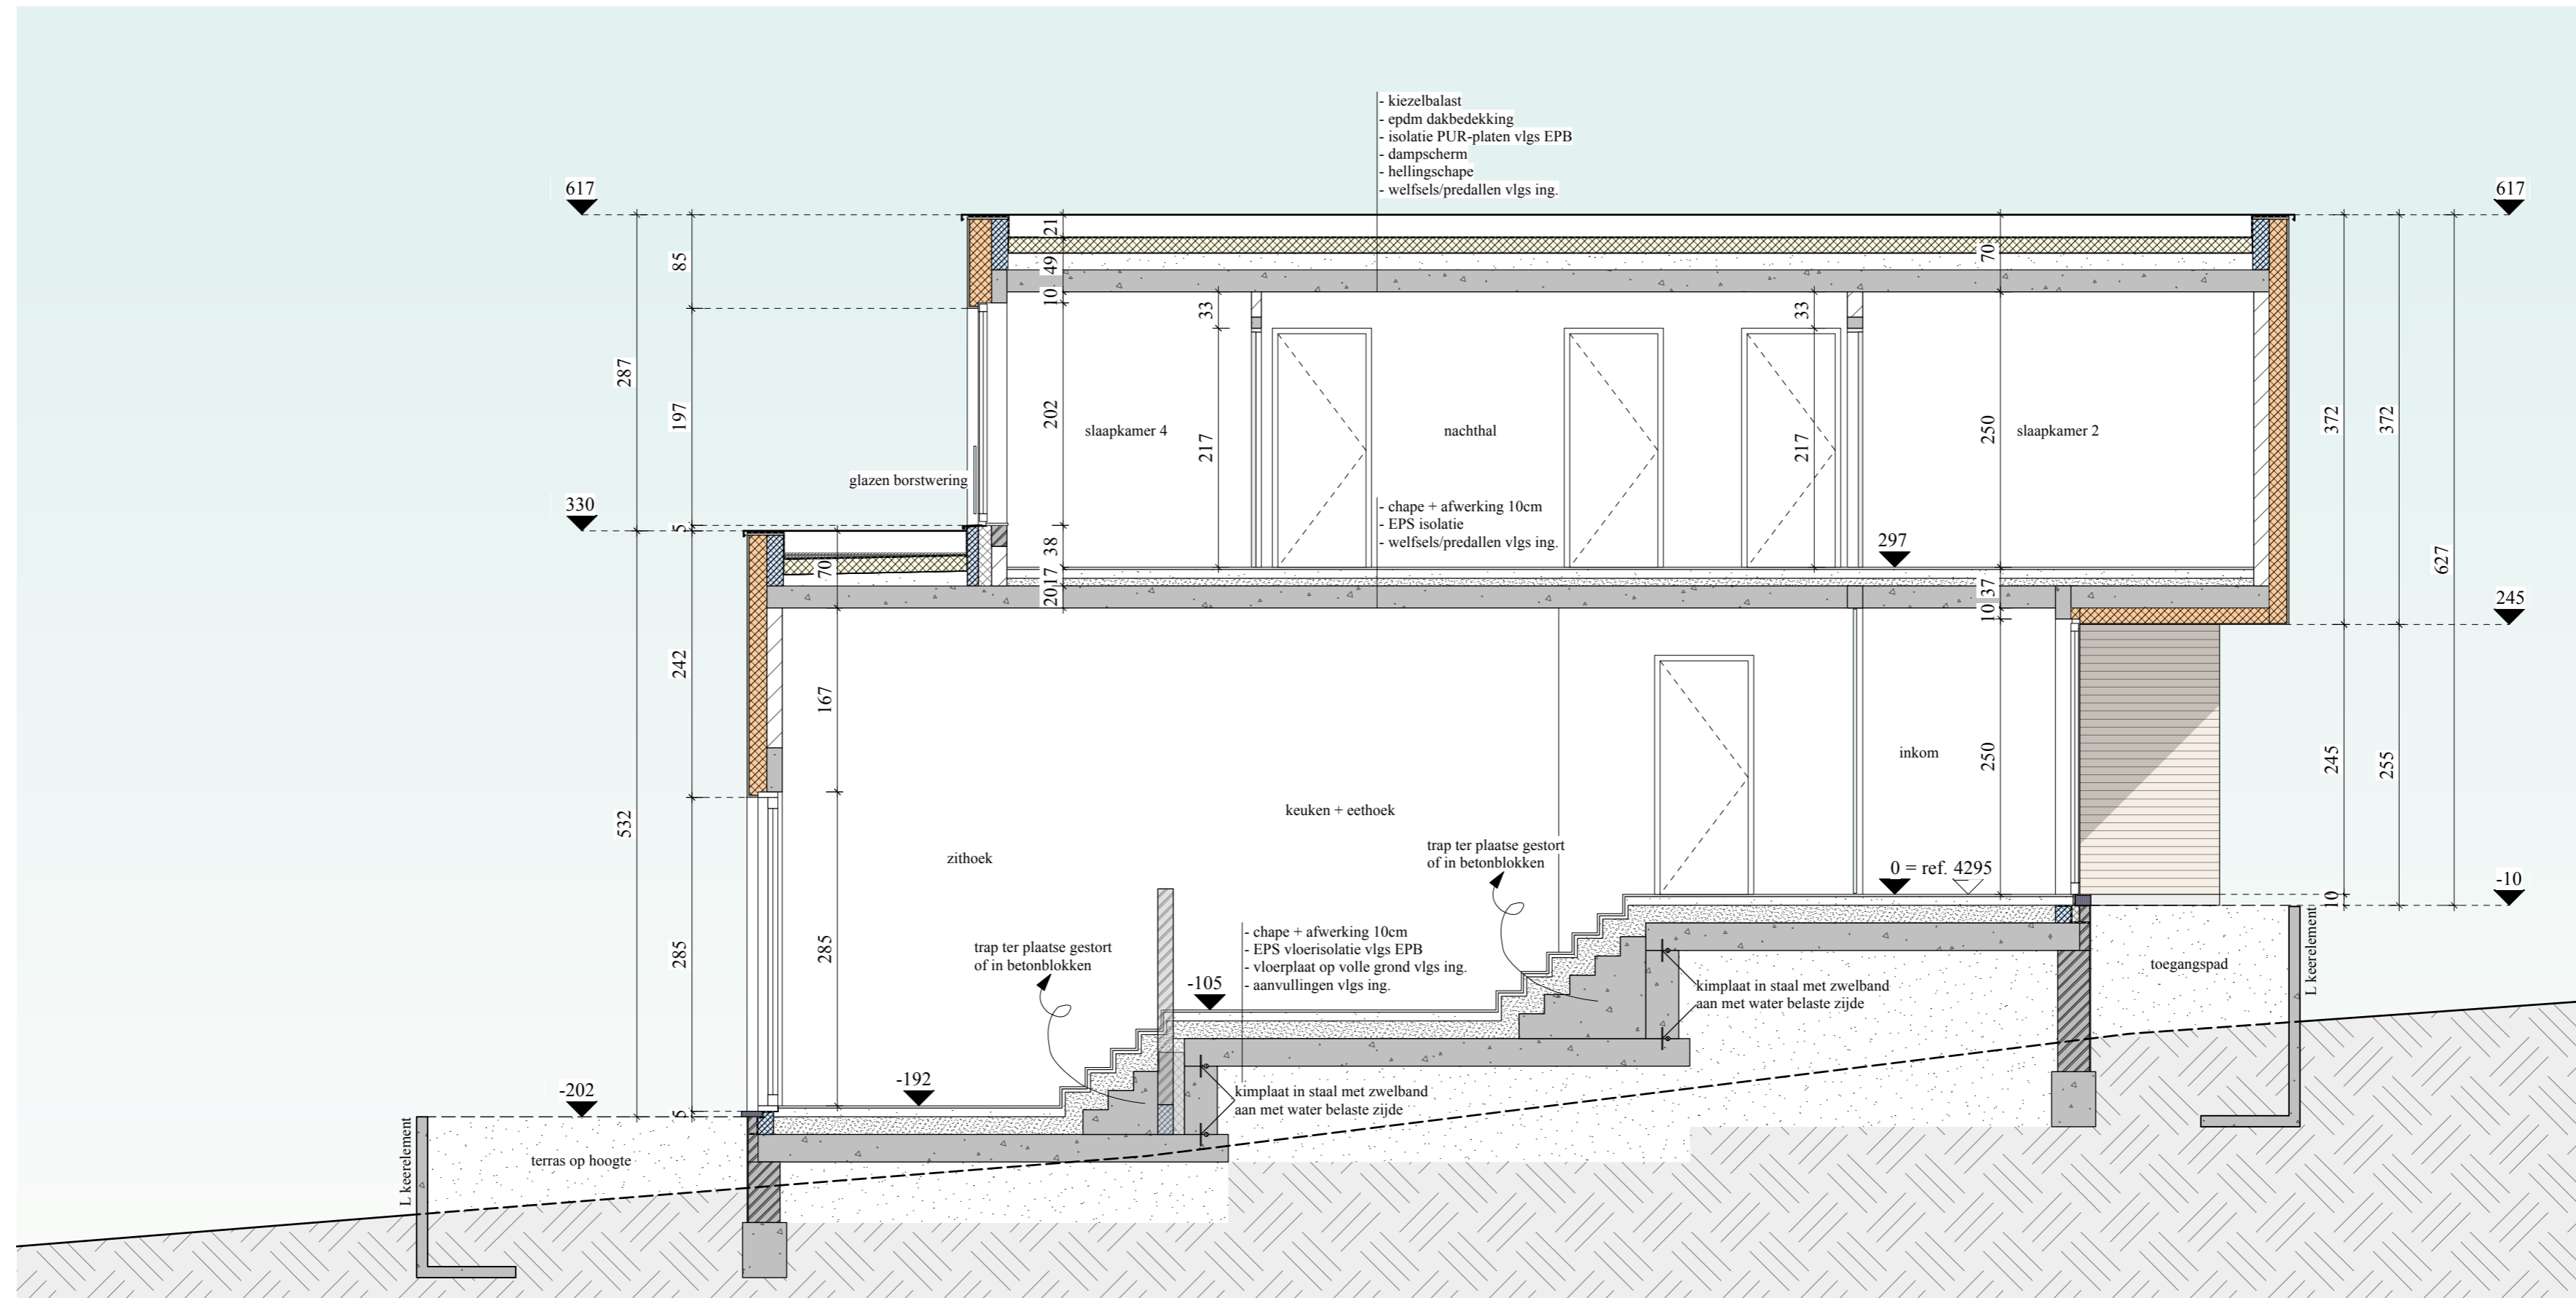 - kiezelbalast
- epdm dakbedekking
- isolatie PUR-platen vlgs EPB
- dampscherm
- hellingschape
- welfsels/predallen vlgs ing.
617
617
21
85
49
70
10
33
33
287
372
372
197
202
217
217
250
slaapkamer 4
nachthal
slaapkamer 2
glazen borstwering
330
5
- chape + afwerking 10cm
- EPS isolatie
- welfsels/predallen vlgs ing.
38
297
627
70
17
20
37
10
245
242
167
245
255
250
inkom
keuken + eethoek
532
zithoek
trap ter plaatse gestort
of in betonblokken
0 = ref. 4295
-10
10
285
285
trap ter plaatse gestort
of in betonblokken
- chape + afwerking 10cm
- EPS vloerisolatie vlgs EPB
- vloerplaat op volle grond vlgs ing.
- aanvullingen vlgs ing.
-105
kimplaat in staal met zwelband
aan met water belaste zijde
toegangspad
L keerelement
-202
-192
5
kimplaat in staal met zwelband
aan met water belaste zijde
L keerelement
terras op hoogte